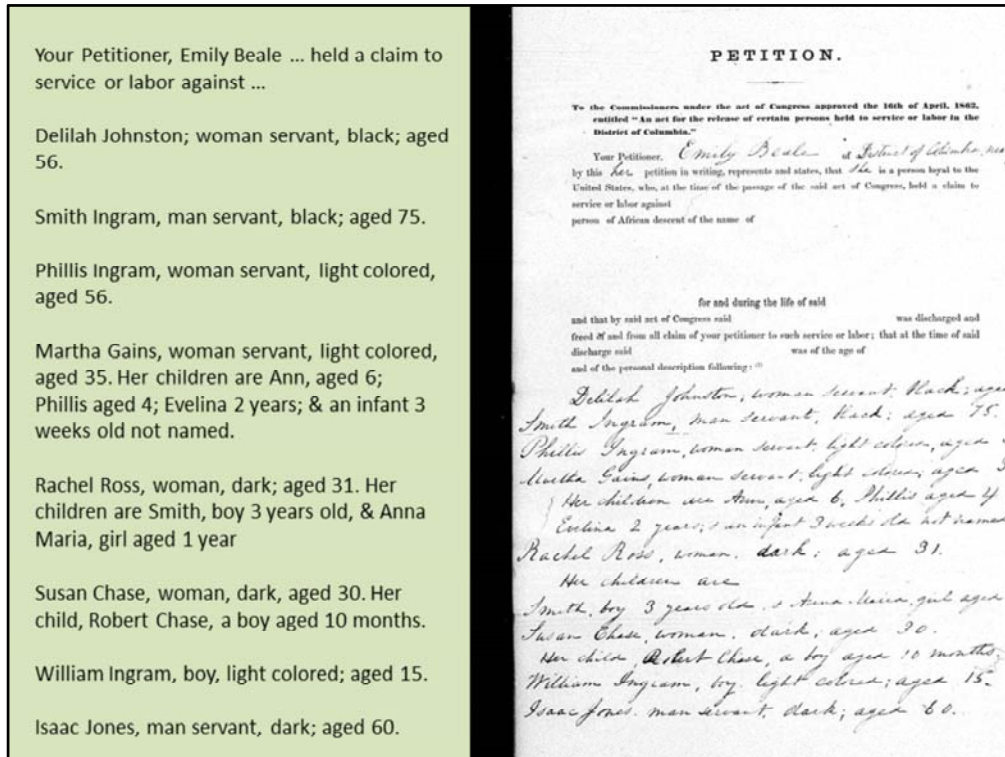 Your Petitioner, Emily Beale ... held a claim to
service or labor against ...
Delilah Johnston; woman servant, black; aged
56.
Smith Ingram, man servant, black; aged 75.
Phillis Ingram, woman servant, light colored,
aged 56.
Martha Gains, woman servant, light colored,
aged 35. Her children are Ann, aged 6;
Phillis aged 4; Evelina 2 years; & an infant 3
weeks old not named.
Rachel Ross, woman, dark; aged 31. Her
children are Smith, boy 3 years old, & Anna
Maria, girl aged 1 year
Susan Chase, woman, dark, aged 30. Her
child, Robert Chase, a boy aged 10 months.
William Ingram, boy, light colored; aged 15.
Isaac Jones, man servant, dark; aged 60.
PETITION.
To the Commissioners under the act of Congress approved the 16th of April, 1862,
entitled "An act for the release of certain persons held to service or labor in the
District of Columbia."
Your Petitioner, Emily Beale of District of Columbia,
by this her petition in writing, represents and states, that she is a person loyal to the
United States, who, at the time of the passage of the said act of Congress, held a claim to
service or labor against
person of African descent of the name of
for and during the life of said
and that by said act of Congress said was discharged and
freed of and from all claim of your petitioner to such service or labor; that at the time of said
discharge said was of the age of
and of the personal description following:
Delilah Johnston, woman servant; black; aged
Smith Ingram, man servant, black; aged 75.
Phillis Ingram, woman servant, light colored, aged
Martha Gains, woman servant, light colored; aged
Her children are Ann, aged 6, Phillis aged 4
Evelina 2 years; & an infant 3 weeks old not named
Rachel Ross, woman, dark; aged 31.
Her children are
Smith, boy 3 years old, & Anna Maria, girl aged
Susan Chase, woman, dark; aged 30.
Her child, Robert Chase, a boy aged 10 months;
William Ingram, boy, light colored; aged 15.
Isaac Jones, man servant, dark; aged 60.